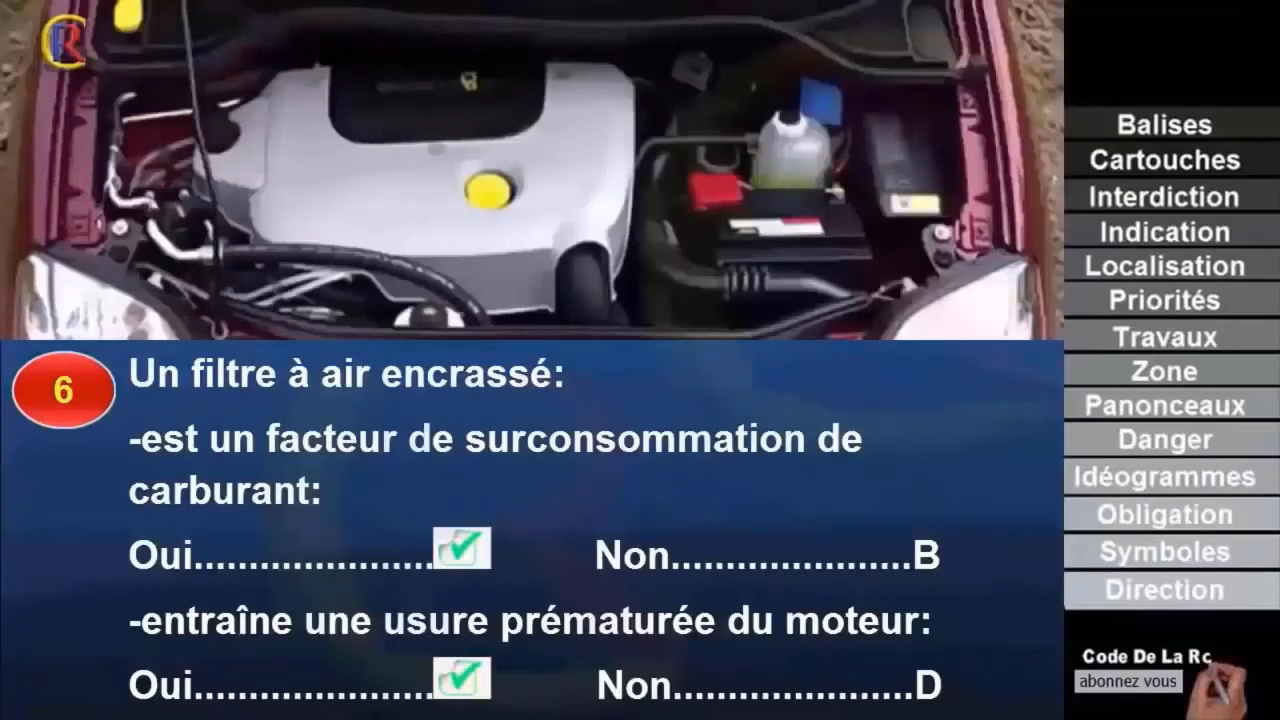 6
Un filtre à air encrassé:
-est un facteur de surconsommation de
carburant:
Oui..................... Non.....................B
-entraîne une usure prématurée du moteur:
Oui..................... Non.....................D
Balises
Cartouches
Interdiction
Indication
Localisation
Priorités
Travaux
Zone
Panonceaux
Danger
Idéogrammes
Obligation
Symboles
Direction
Code De La Rc
abonnez vous